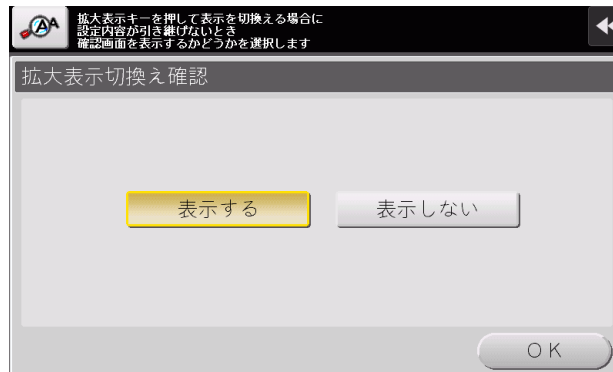 拡大表示キーを押して表示を切換える場合に
設定内容が引き継げないとき
確認画面を表示するかどうかを選択します
拡大表示切換え確認
表示する
表示しない
OK